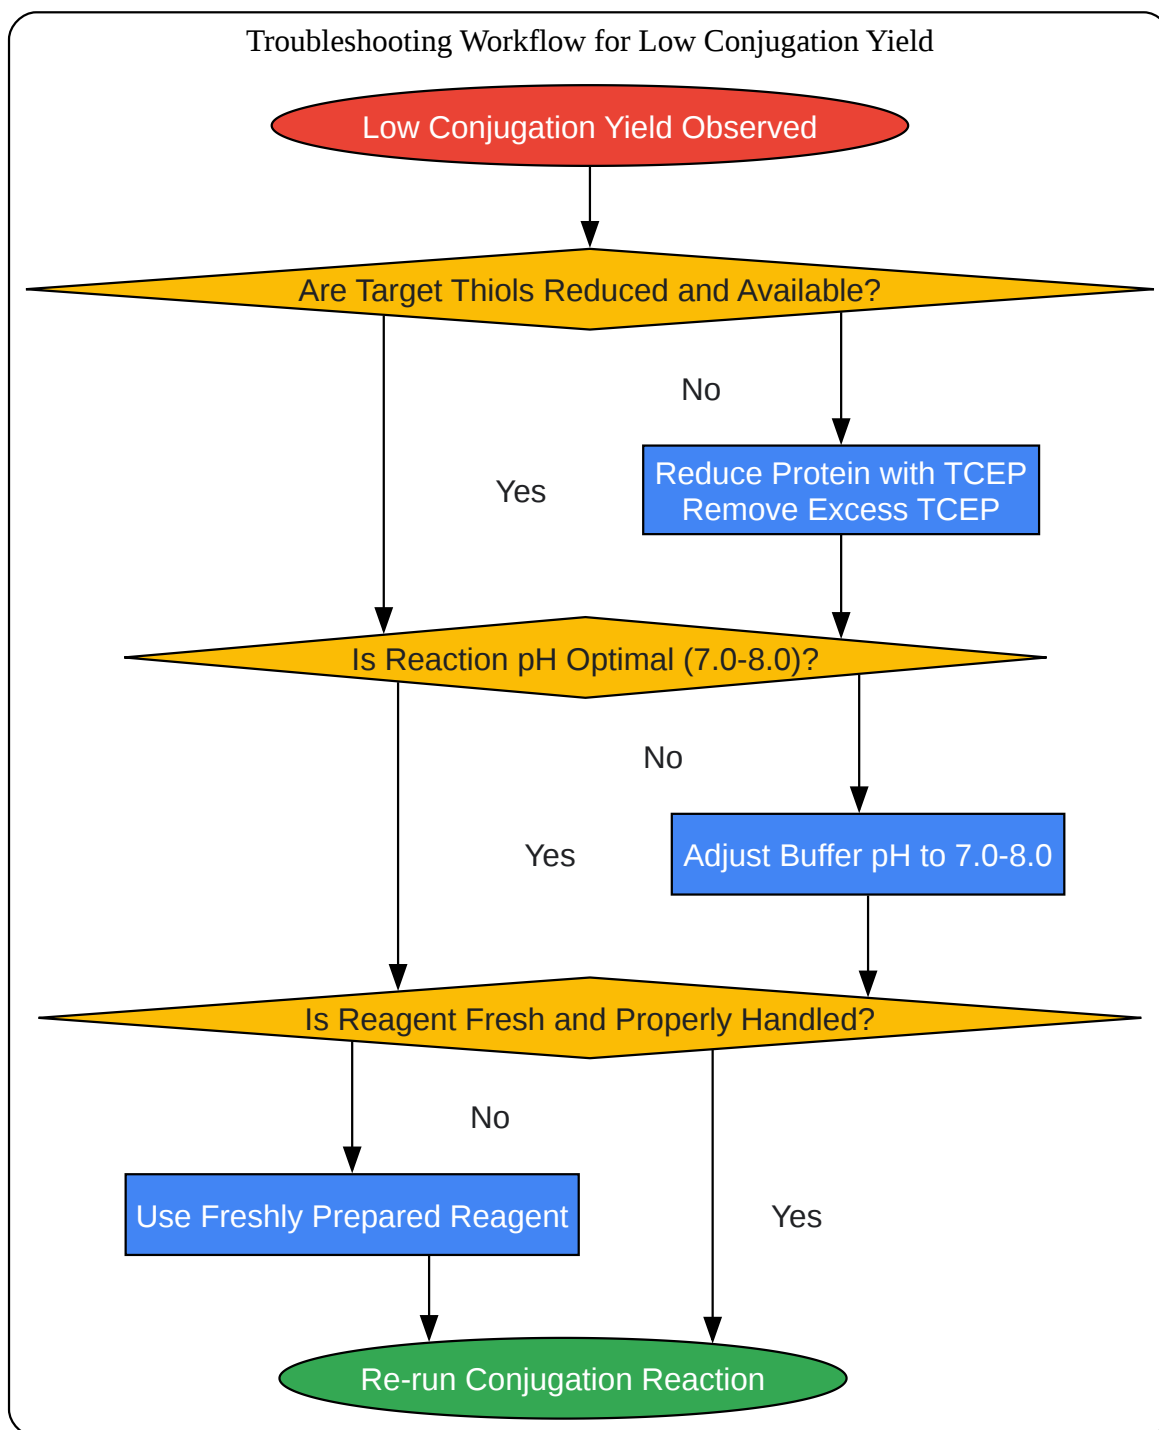 Troubleshooting Workflow for Low Conjugation Yield
Low Conjugation Yield Observed
Are Target Thiols Reduced and Available?
No
Yes
Reduce Protein with TCEP
Remove Excess TCEP
Is Reaction pH Optimal (7.0-8.0)?
No
Yes
Adjust Buffer pH to 7.0-8.0
Is Reagent Fresh and Properly Handled?
No
Use Freshly Prepared Reagent
Yes
Re-run Conjugation Reaction